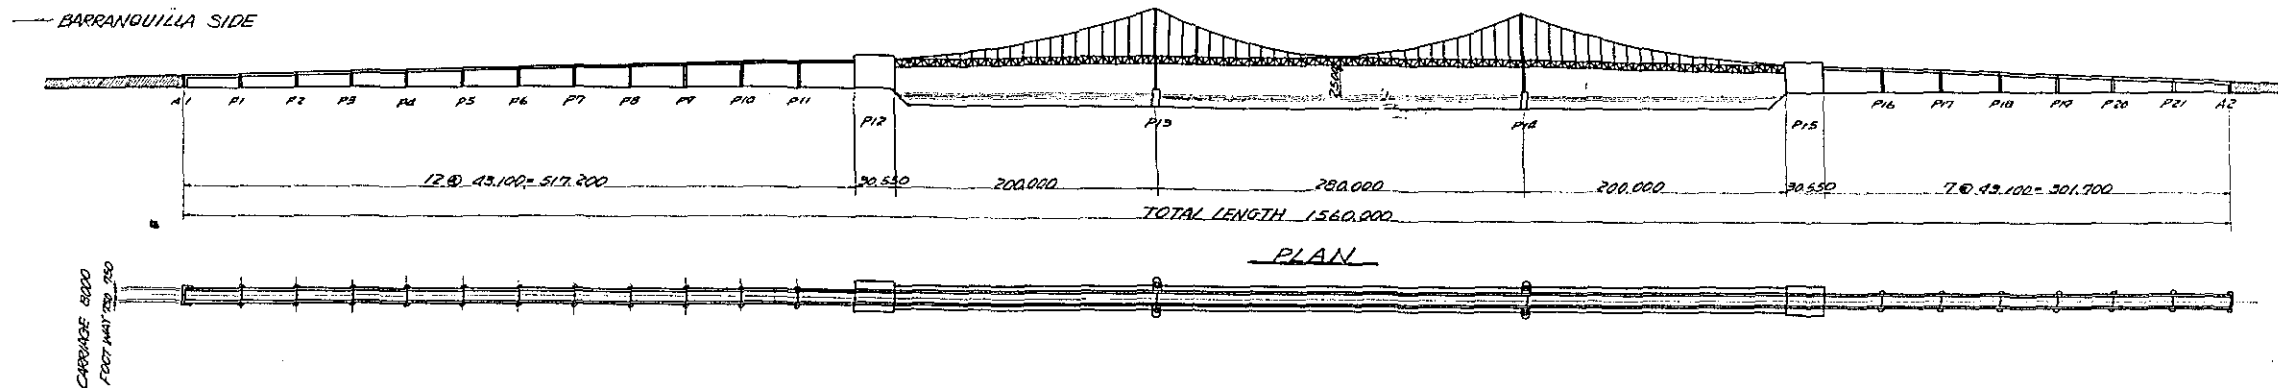 BARRANQUILLA SIDE
A1 P1 P2 P3 P4 P5 P6 P7 P8 P9 P10 P11 P12 P13 P14 P15 P16 P17 P18 P19 P20 P21 A2
12@ 43.100=517.200 30.550 200.000 280.000 200.000 30.550 7@ 43.100=301.700
TOTAL LENGTH 1560.000
PLAN
CARRIAGE 8000
FOOT WAY 750 750